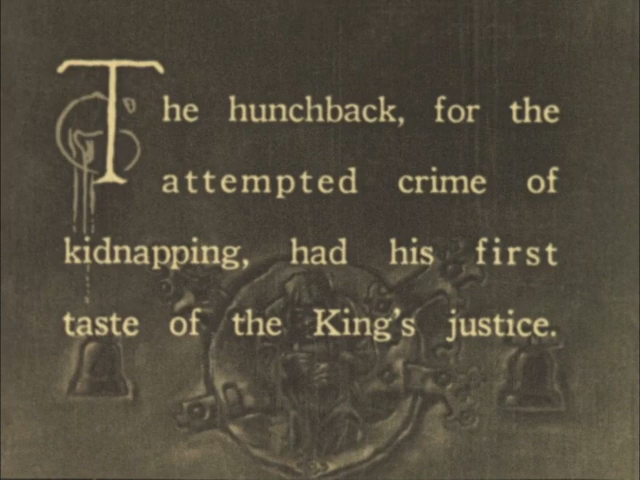 The hunchback, for the
attempted crime of
kidnapping, had his first
taste of the King's justice.